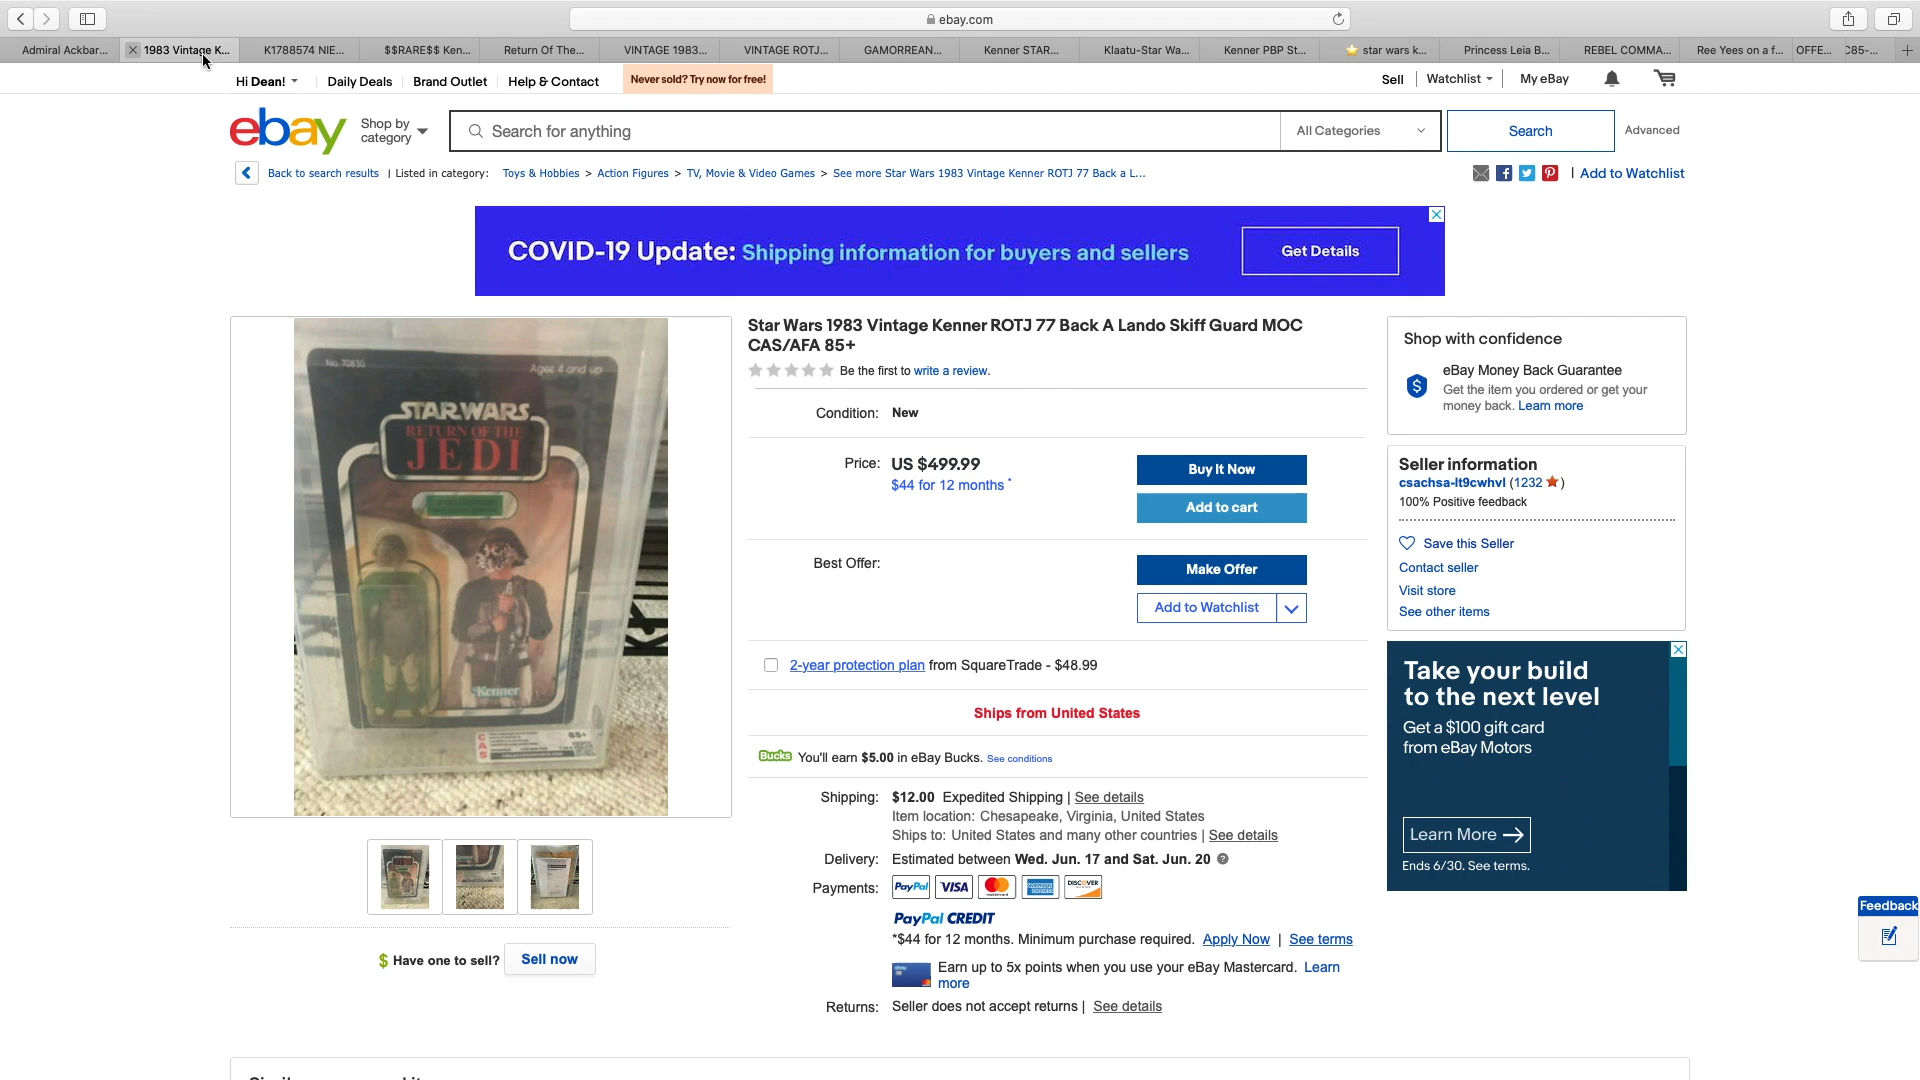 ebay.com
Admiral Ackbar...
1983 Vintage K...
K1788574 NIE...
$$RARE$$ Ken...
Return Of The...
VINTAGE 1983...
VINTAGE ROTJ...
GAMORREAN...
Kenner STAR...
Klaatu-Star Wa...
Kenner PBP St...
star wars k...
Princess Leia B...
REBEL COMMA...
Ree Yees on a f...
OFFE...
C85-...
Hi Dean!
Daily Deals
Brand Outlet
Help & Contact
Never sold? Try now for free!
Sell
Watchlist
My eBay
ebay
Shop by
category
Search for anything
All Categories
Search
Advanced
Back to search results | Listed in category: Toys & Hobbies > Action Figures > TV, Movie & Video Games > See more Star Wars 1983 Vintage Kenner ROTJ 77 Back a L...
| Add to Watchlist
COVID-19 Update: Shipping information for buyers and sellers
Get Details
No. 70830
Ages 4 and up
STAR WARS
RETURN OF THE
JEDI
Kenner
CAS
85+
Star Wars 1983 Vintage Kenner ROTJ 77 Back A Lando Skiff Guard MOC
CAS/AFA 85+
Be the first to write a review.
Condition: New
Price: US $499.99
$44 for 12 months *
Buy It Now
Add to cart
Best Offer:
Make Offer
Add to Watchlist
2-year protection plan from SquareTrade - $48.99
Ships from United States
Bucks You'll earn $5.00 in eBay Bucks. See conditions
Shipping: $12.00 Expedited Shipping | See details
Item location: Chesapeake, Virginia, United States
Ships to: United States and many other countries | See details
Delivery: Estimated between Wed. Jun. 17 and Sat. Jun. 20
Payments: PayPal VISA mastercard AMERICAN EXPRESS DISCOVER
PayPal CREDIT
*$44 for 12 months. Minimum purchase required. Apply Now | See terms
Earn up to 5x points when you use your eBay Mastercard. Learn
more
Returns: Seller does not accept returns | See details
$ Have one to sell? Sell now
Shop with confidence
eBay Money Back Guarantee
Get the item you ordered or get your
money back. Learn more
Seller information
csachsa-lt9cwhvl (1232 )
100% Positive feedback
Save this Seller
Contact seller
Visit store
See other items
Take your build
to the next level
Get a $100 gift card
from eBay Motors
Learn More
Ends 6/30. See terms.
Feedback